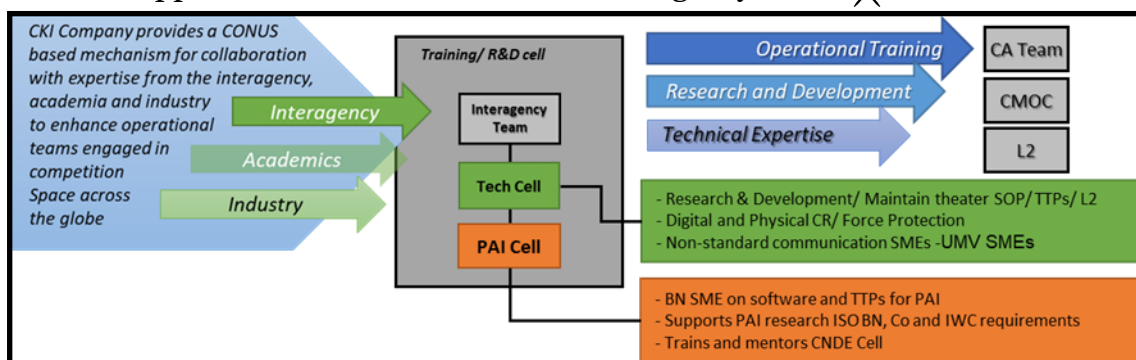 CKI Company provides a CONUS
based mechanism for collaboration
with expertise from the interagency,
academia and industry
to enhance operational
teams engaged in
competition
Space across
the globe
Interagency
Academics
Industry
Training/ R&D cell
Interagency
Team
Tech Cell
PAI Cell
Operational Training
Research and Development
Technical Expertise
CA Team
CMOC
L2
- Research & Development/ Maintain theater SOP/ TTPs/ L2
- Digital and Physical CR/ Force Protection
- Non-standard communication SMEs -UMV SMEs
- BN SME on software and TTPs for PAI
- Supports PAI research ISO BN, Co and IWC requirements
- Trains and mentors CNDE Cell